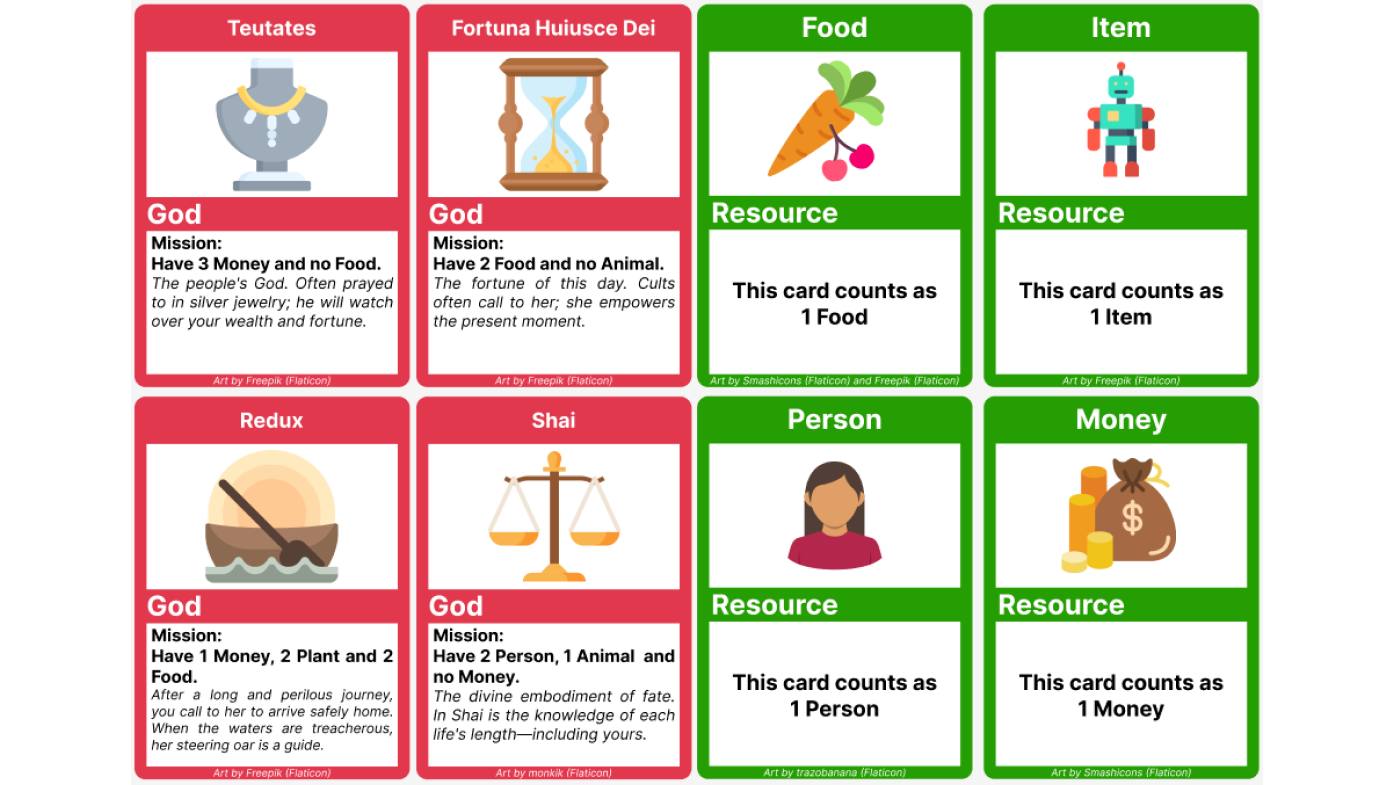 Teutates
God
Mission:
Have 3 Money and no Food.
The people's God. Often prayed
to in silver jewelry; he will watch
over your wealth and fortune.
Art by Freepik (Flaticon)
Fortuna Huiusce Dei
God
Mission:
Have 2 Food and no Animal.
The fortune of this day. Cults
often call to her; she empowers
the present moment.
Art by Freepik (Flaticon)
Food
Resource
This card counts as
1 Food
Art by Smashicons (Flaticon) and Freepik (Flaticon)
Item
Resource
This card counts as
1 Item
Art by Freepik (Flaticon)
Redux
God
Mission:
Have 1 Money, 2 Plant and 2
Food.
After a long and perilous journey,
you call to her to arrive safely home.
When the waters are treacherous,
her steering oar is a guide.
Art by Freepik (Flaticon)
Shai
God
Mission:
Have 2 Person, 1 Animal and
no Money.
The divine embodiment of fate.
In Shai is the knowledge of each
life's length—including yours.
Art by monkik (Flaticon)
Person
Resource
This card counts as
1 Person
Art by trazobanana (Flaticon)
Money
$
Resource
This card counts as
1 Money
Art by Smashicons (Flaticon)